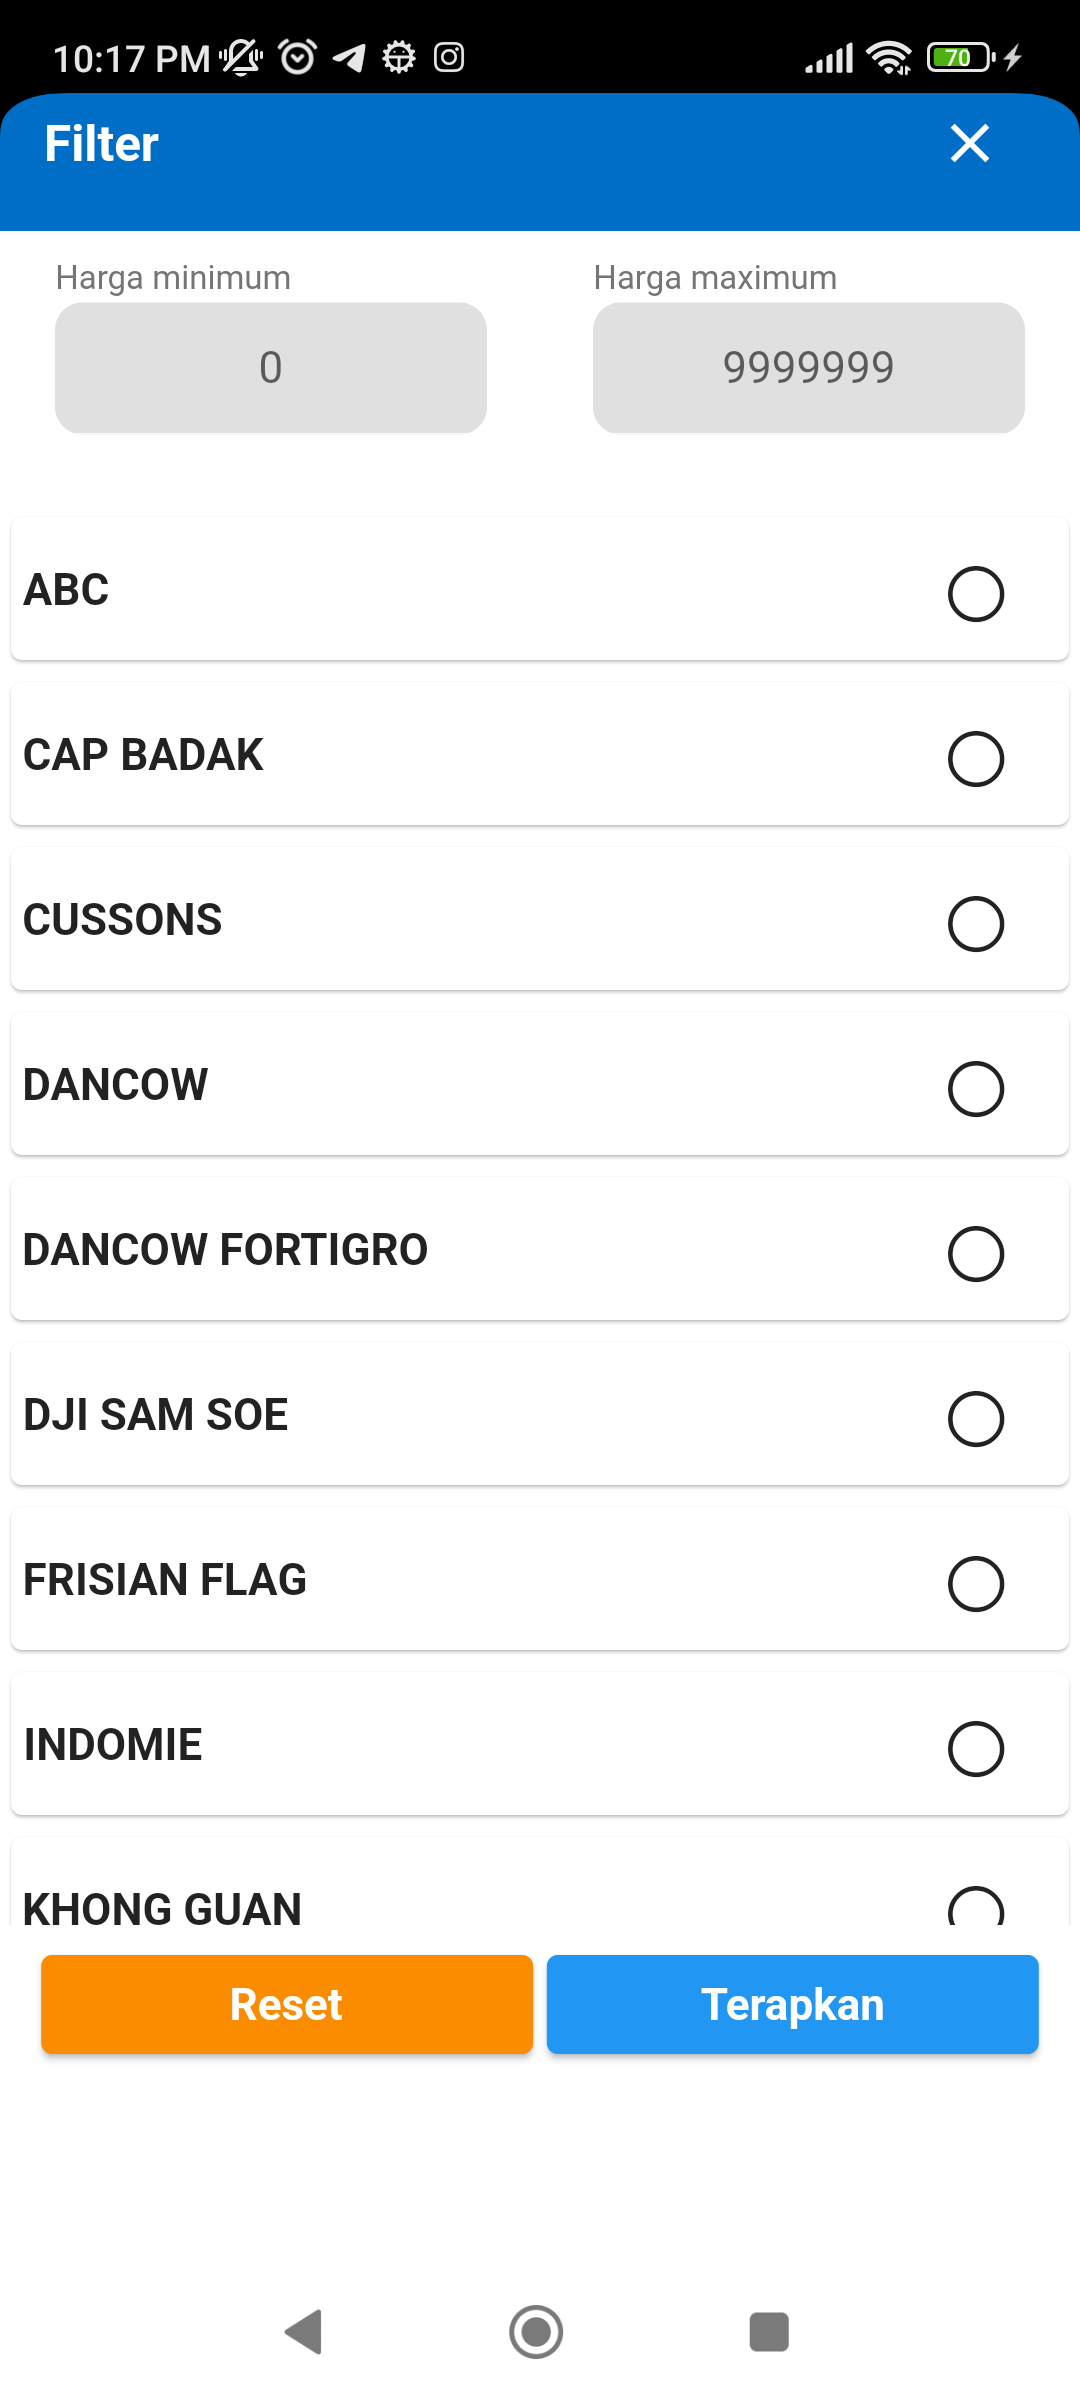 10:17 PM 70
Filter
Harga minimum Harga maximum
0 9999999
ABC
CAP BADAK
CUSSONS
DANCOW
DANCOW FORTIGRO
DJI SAM SOE
FRISIAN FLAG
INDOMIE
KHONG GUAN
Reset Terapkan